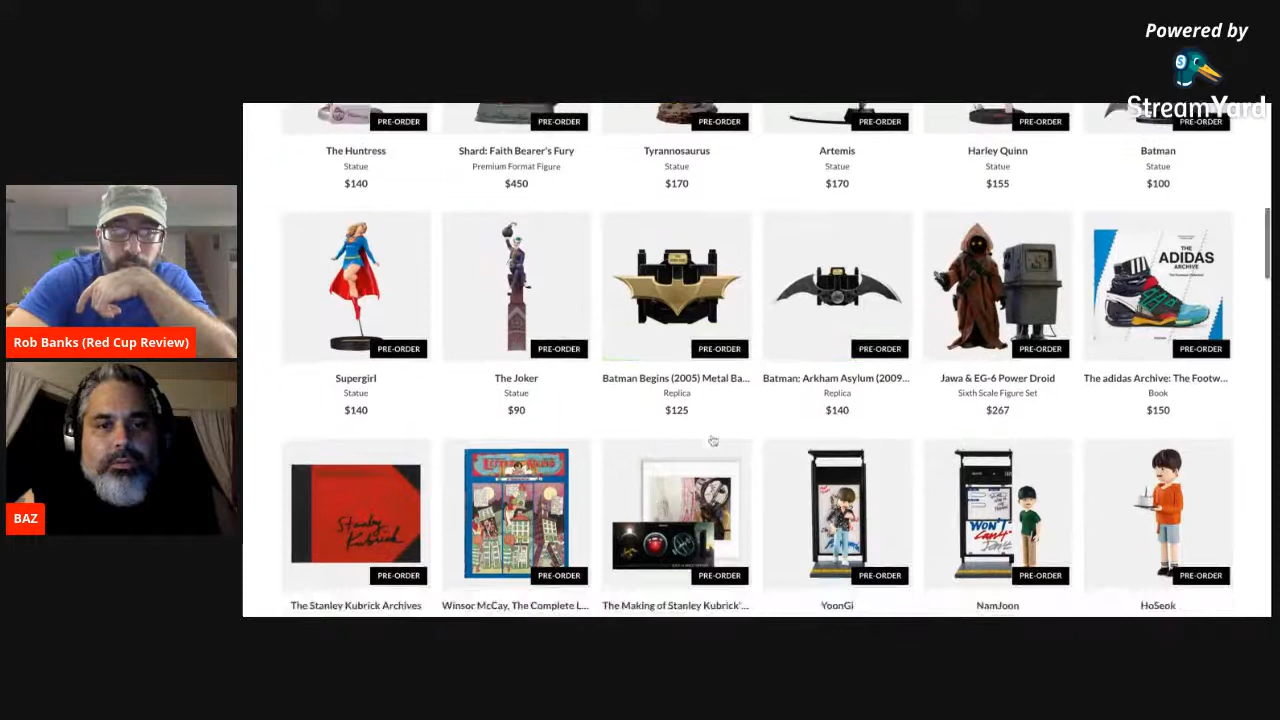 Powered by
StreamYard
PRE-ORDER
PRE-ORDER
PRE-ORDER
PRE-ORDER
PRE-ORDER
PRE-ORDER
The Huntress
Statue
$140
Shard: Faith Bearer's Fury
Premium Format Figure
$450
Tyrannosaurus
Statue
$170
Artemis
Statue
$170
Harley Quinn
Statue
$155
Batman
Statue
$100
THE
ADIDAS
ARCHIVE
PRE-ORDER
PRE-ORDER
PRE-ORDER
PRE-ORDER
PRE-ORDER
PRE-ORDER
Supergirl
Statue
$140
The Joker
Statue
$90
Batman Begins (2005) Metal Ba...
Replica
$125
Batman: Arkham Asylum (2009...
Replica
$140
Jawa & EG-6 Power Droid
Sixth Scale Figure Set
$267
The adidas Archive: The Footw...
Book
$150
Stanley
Kubrick
WON'T
PRE-ORDER
PRE-ORDER
PRE-ORDER
PRE-ORDER
PRE-ORDER
PRE-ORDER
The Stanley Kubrick Archives
Winsor McCay, The Complete L...
The Making of Stanley Kubrick'...
YoonGi
NamJoon
HoSeok
Rob Banks (Red Cup Review)
BAZ